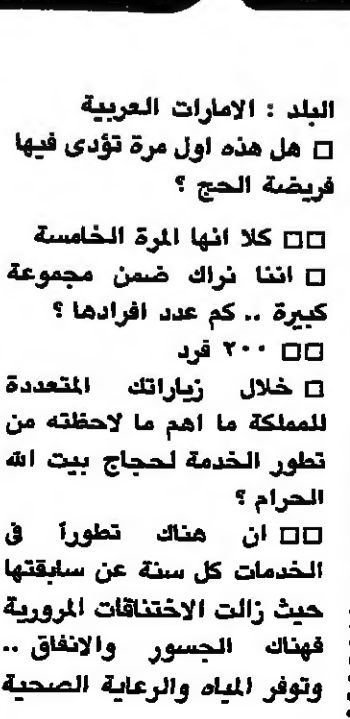 البلد : الامارات العربية
□ هل هذه اول مرة تؤدى فيها
فريضة الحج ؟
□□ كلا انها المرة الخامسة
□ اننا نراك ضمن مجموعة
كبيرة .. كم عدد افرادها ؟
□□ ٢٠٠ فرد
□ خلال زياراتك المتعددة
للمملكة ما اهم ما لاحظته من
تطور الخدمة لحجاج بيت الله
الحرام ؟
□□ ان هناك تطوراً في
الخدمات كل سنة عن سابقتها
حيث زالت الاختناقات المرورية
فهناك الجسور والانفاق ..
وتوفر المياه والرعاية الصحية